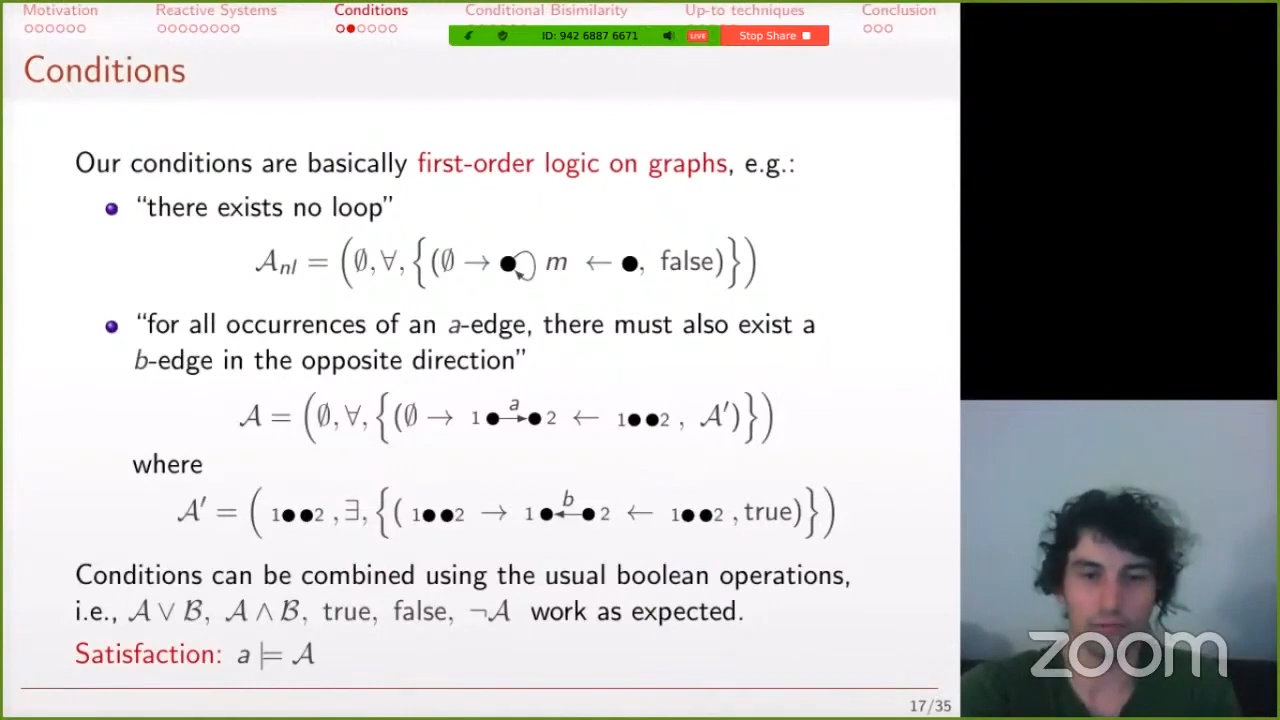 Motivation Reactive Systems Conditions Conditional Bisimilarity Up-to techniques Conclusion
ID: 942 6887 6671 LIVE Stop Share
Conditions
Our conditions are basically first-order logic on graphs, e.g.:
“there exists no loop”
𝒜nl = (∅, ∀, {(∅ → m ← , false)})
“for all occurrences of an a-edge, there must also exist a
b-edge in the opposite direction”
𝒜 = (∅, ∀, {(∅ → 1 a 2 ← 1 2 , 𝒜′)})
where
𝒜′ = ( 1 2 , ∃, {( 1 2 → 1 b 2 ← 1 2 , true)})
Conditions can be combined using the usual boolean operations,
i.e., 𝒜 ∨ ℬ, 𝒜 ∧ ℬ, true, false, ¬𝒜 work as expected.
Satisfaction: a ⊨ 𝒜
17/35
zoom